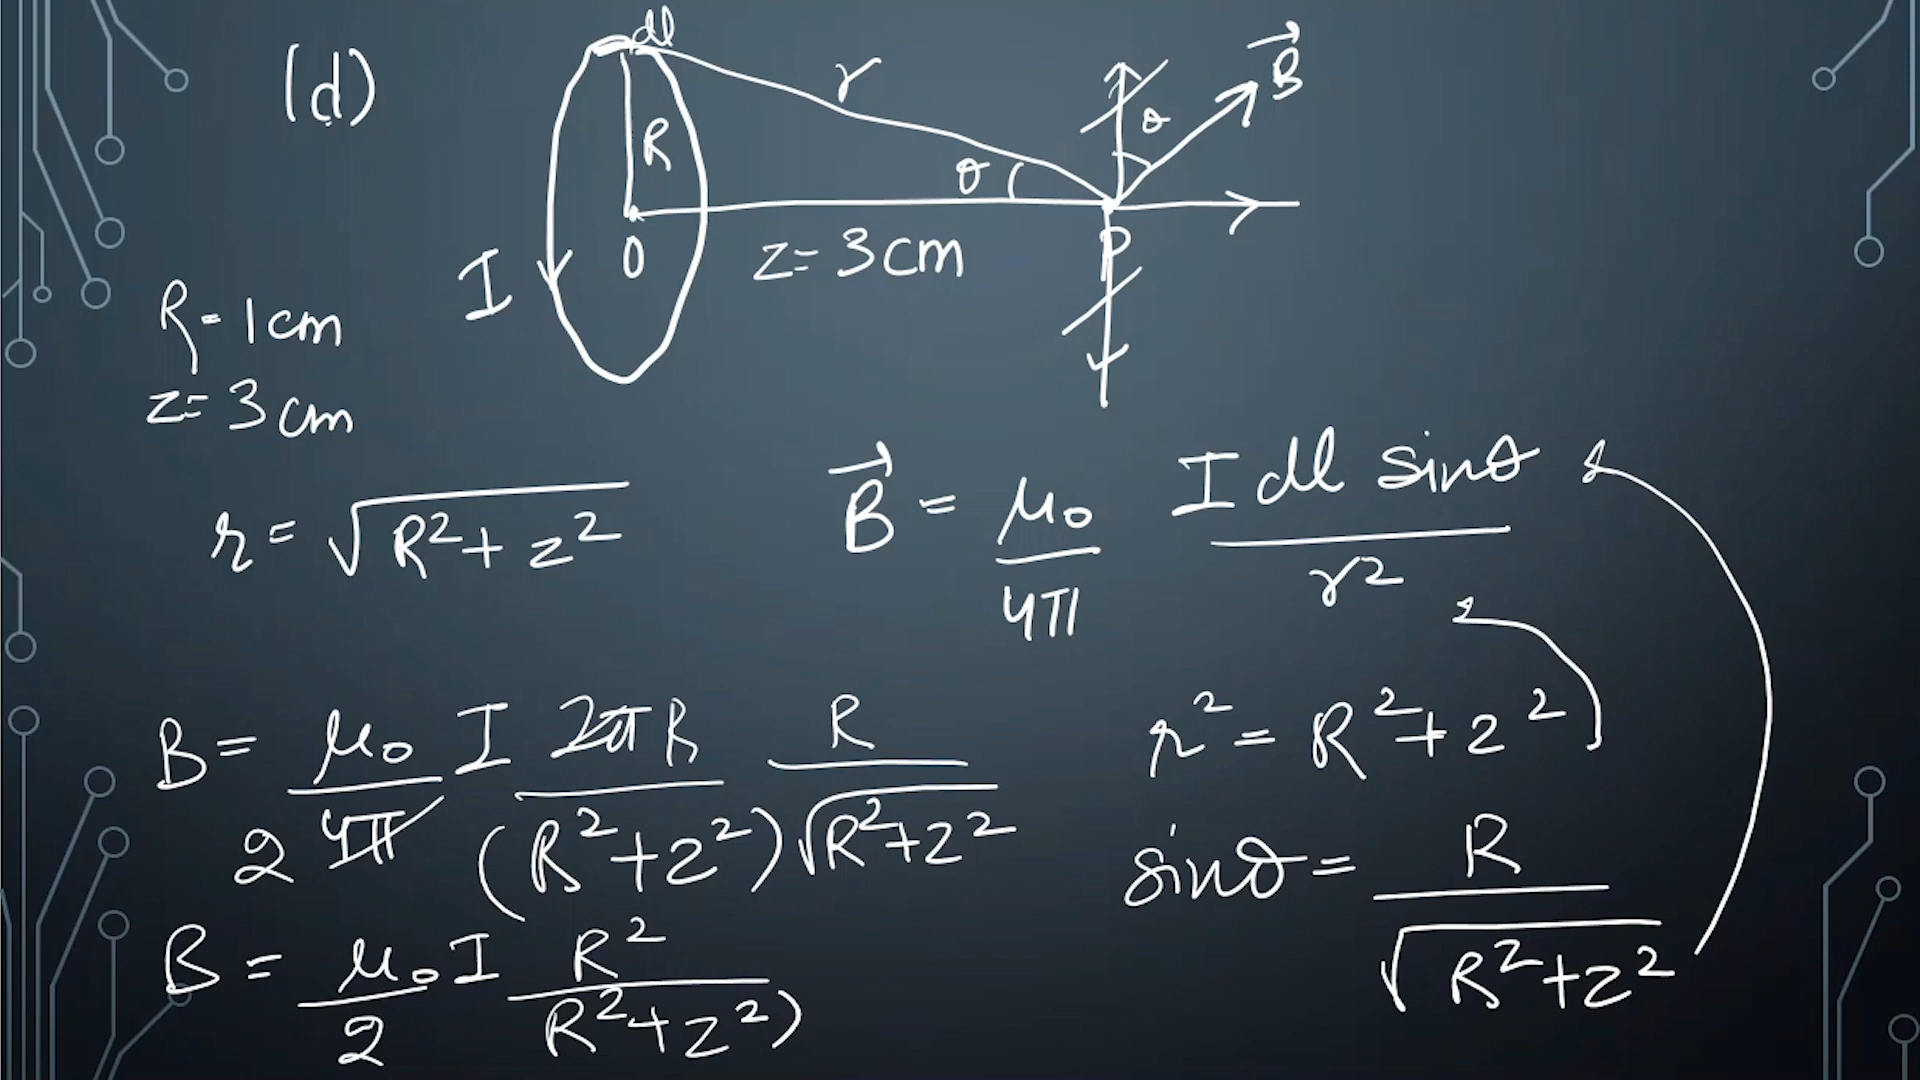 (d)
dl
r
R
θ
θ
B⃗
O
z=3cm
P
I
R=1cm
z=3cm
r=√R²+z²
B⃗ = μ₀/4π I dl sinθ/r²
B= μ₀/4π I 2πR/(R²+z²) R/√R²+z²
2
r²=R²+z²
sinθ= R/√R²+z²
B= μ₀I/2 R²/R²+z²)